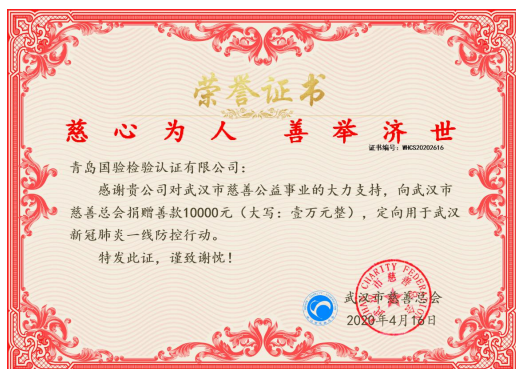 荣誉证书
慈心为人 善举济世
证书编号：WHCS20202616
青岛国验检验认证有限公司：
感谢贵公司对武汉市慈善公益事业的大力支持，向武汉市
慈善总会捐赠善款10000元（大写：壹万元整），定向用于武汉
新冠肺炎一线防控行动。
特发此证，谨致谢忱！
武汉市慈善总会
2020年4月16日